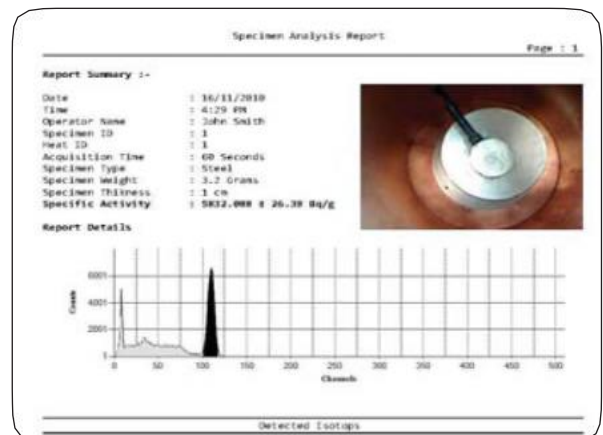 Specimen Analysis Report
Page : 1
Report Summary :-
Date : 16/11/2010
Time : 4:29 PM
Operator Name : John Smith
Specimen ID : 1
Heat ID : 1
Acquisition Time : 60 Seconds
Specimen Type : Steel
Specimen Weight : 3.2 Grams
Specimen Thikness : 1 cm
Specific Activity : 5832.000 ± 26.39 Bq/g
Report Details
Counts
6001
4001
2001
1
0 50 100 150 200 250 300 350 400 450 500
Channels
Detected Isotops